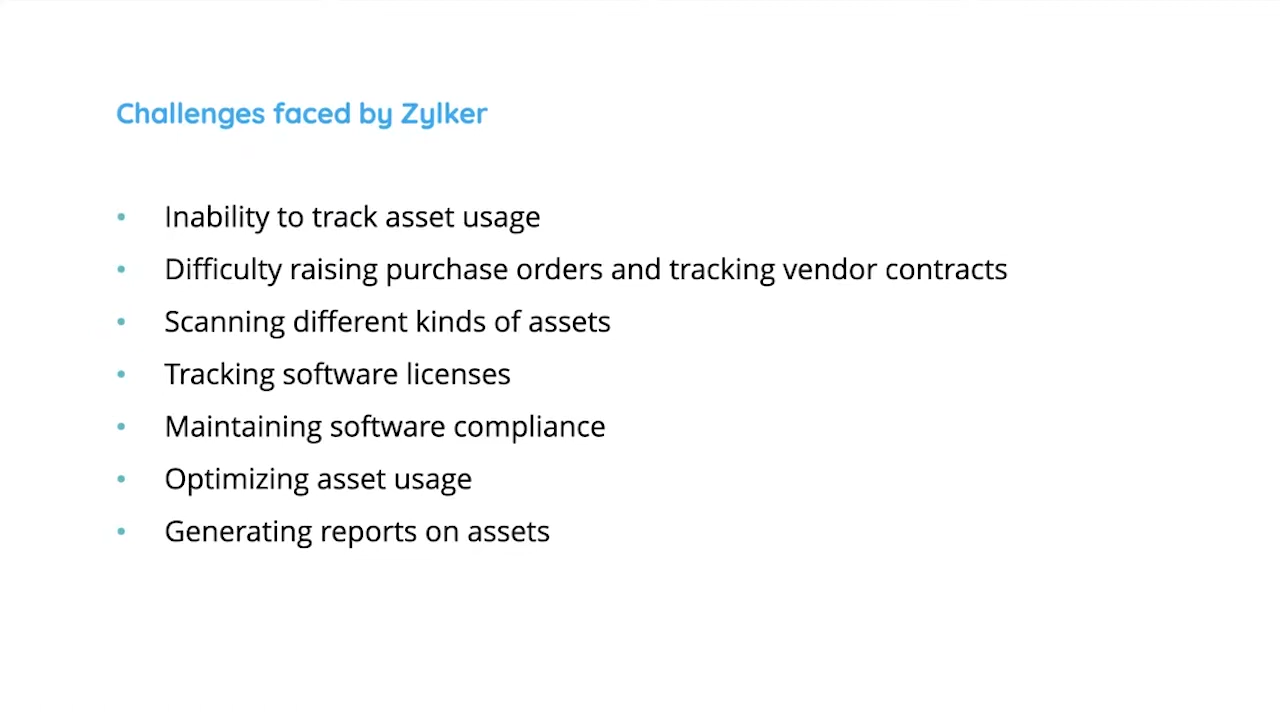 Challenges faced by Zylker
• Inability to track asset usage
• Difficulty raising purchase orders and tracking vendor contracts
• Scanning different kinds of assets
• Tracking software licenses
• Maintaining software compliance
• Optimizing asset usage
• Generating reports on assets